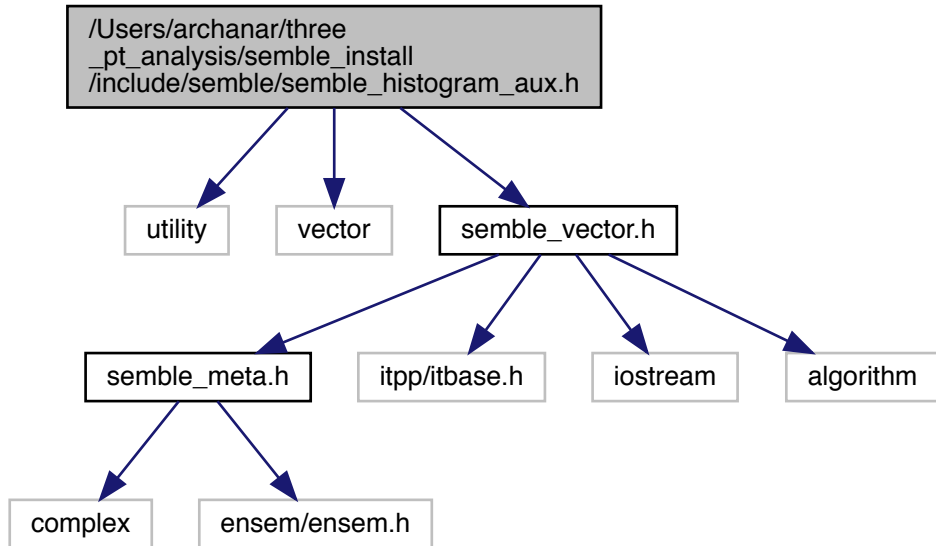 /Users/archanar/three
_pt_analysis/semble_install
/include/semble/semble_histogram_aux.h
utility
vector
semble_vector.h
semble_meta.h
itpp/itbase.h
iostream
algorithm
complex
ensem/ensem.h